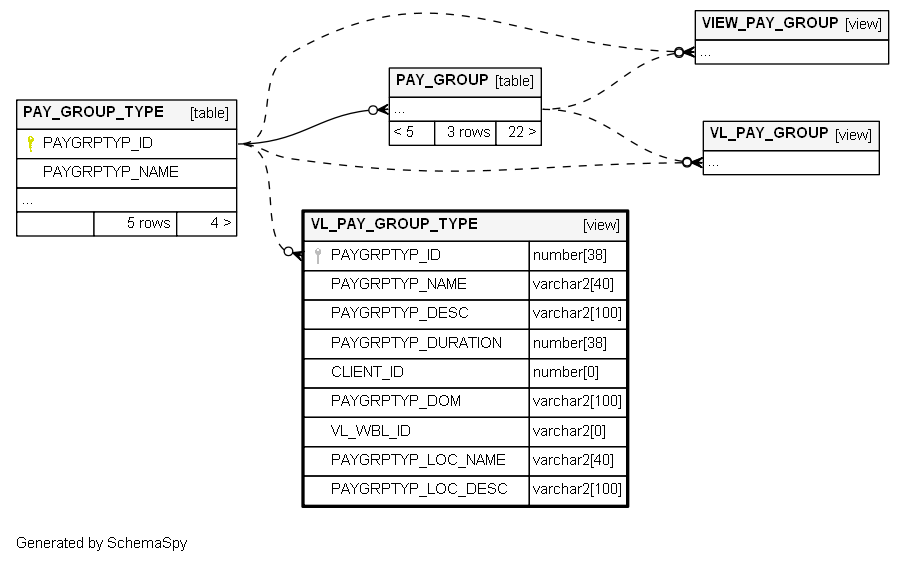 VIEW_PAY_GROUP [view]
...
PAY_GROUP [table]
...
< 5 3 rows 22 >
PAY_GROUP_TYPE [table]
PAYGRPTYP_ID
PAYGRPTYP_NAME
...
5 rows 4 >
VL_PAY_GROUP [view]
...
VL_PAY_GROUP_TYPE [view]
PAYGRPTYP_ID number[38]
PAYGRPTYP_NAME varchar2[40]
PAYGRPTYP_DESC varchar2[100]
PAYGRPTYP_DURATION number[38]
CLIENT_ID number[0]
PAYGRPTYP_DOM varchar2[100]
VL_WBL_ID varchar2[0]
PAYGRPTYP_LOC_NAME varchar2[40]
PAYGRPTYP_LOC_DESC varchar2[100]
Generated by SchemaSpy